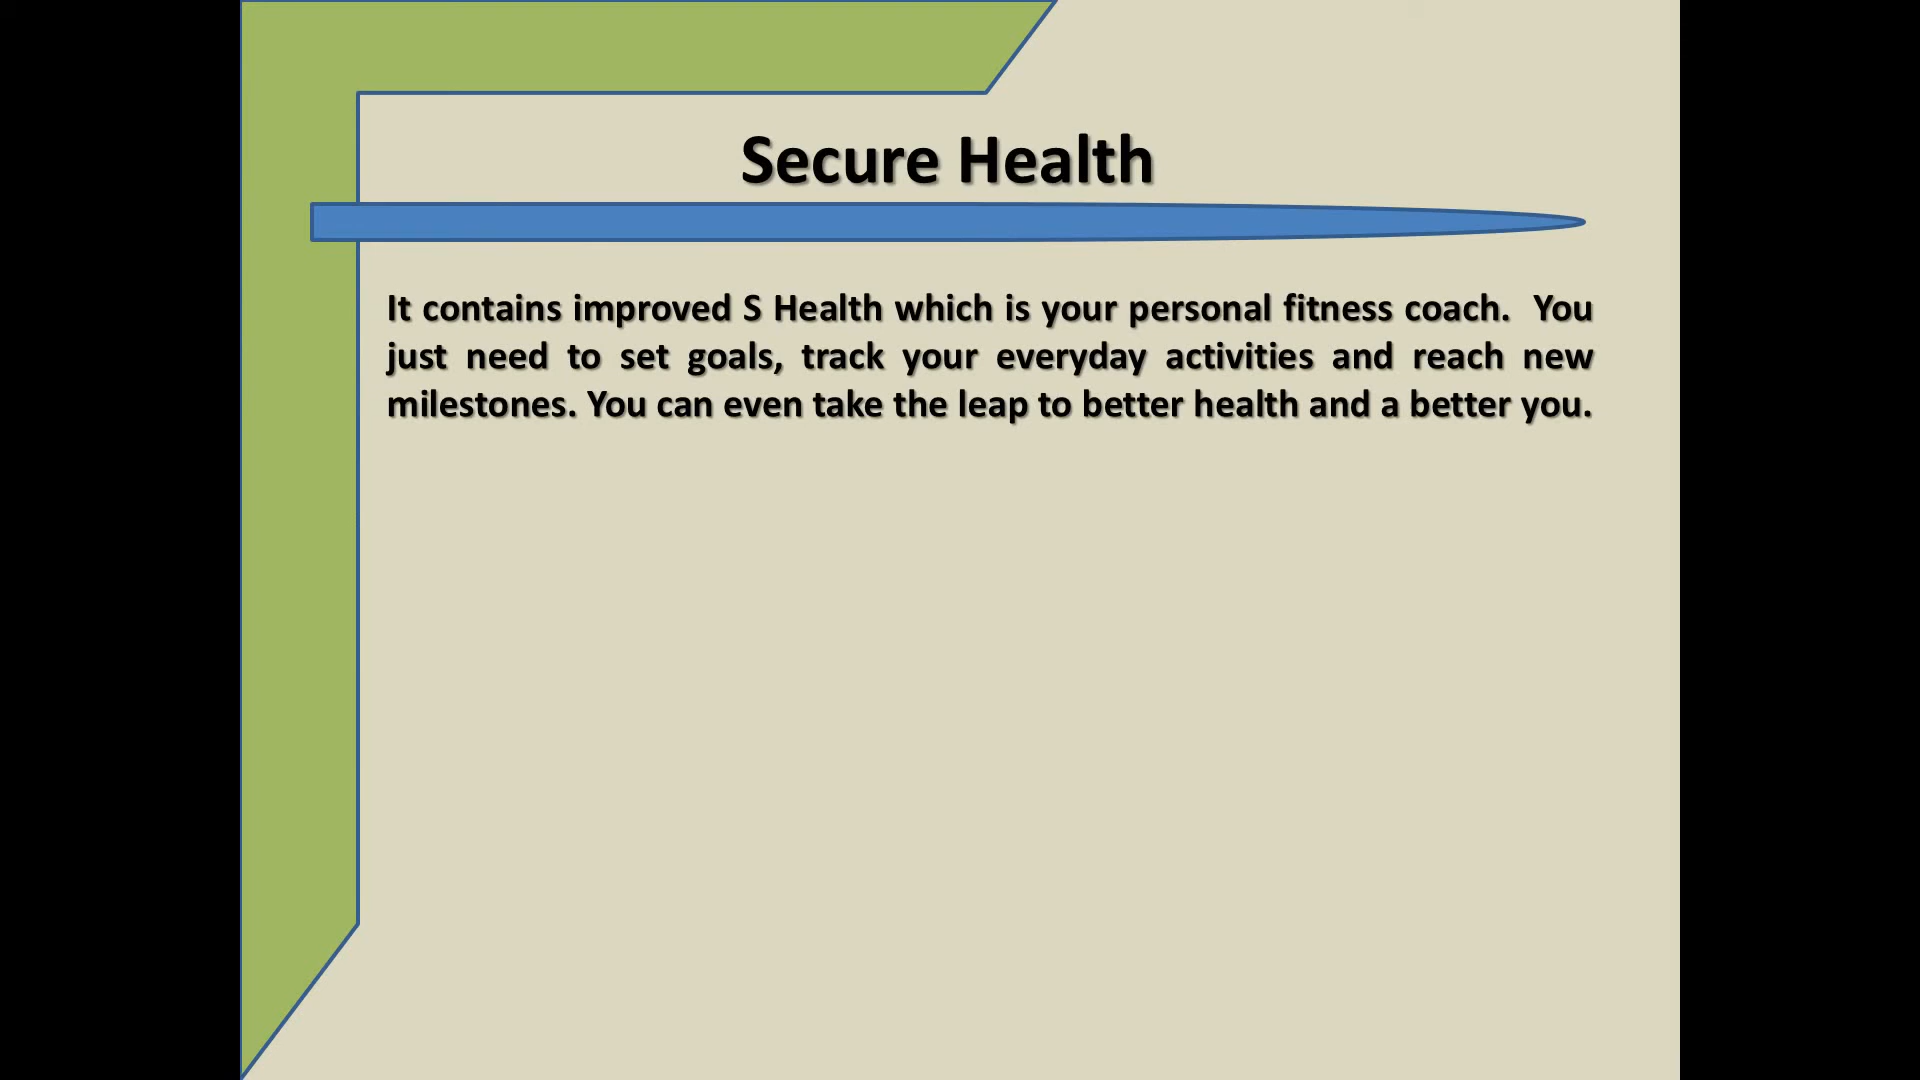 Secure Health
It contains improved S Health which is your personal fitness coach.  You
just need to set goals, track your everyday activities and reach new
milestones. You can even take the leap to better health and a better you.